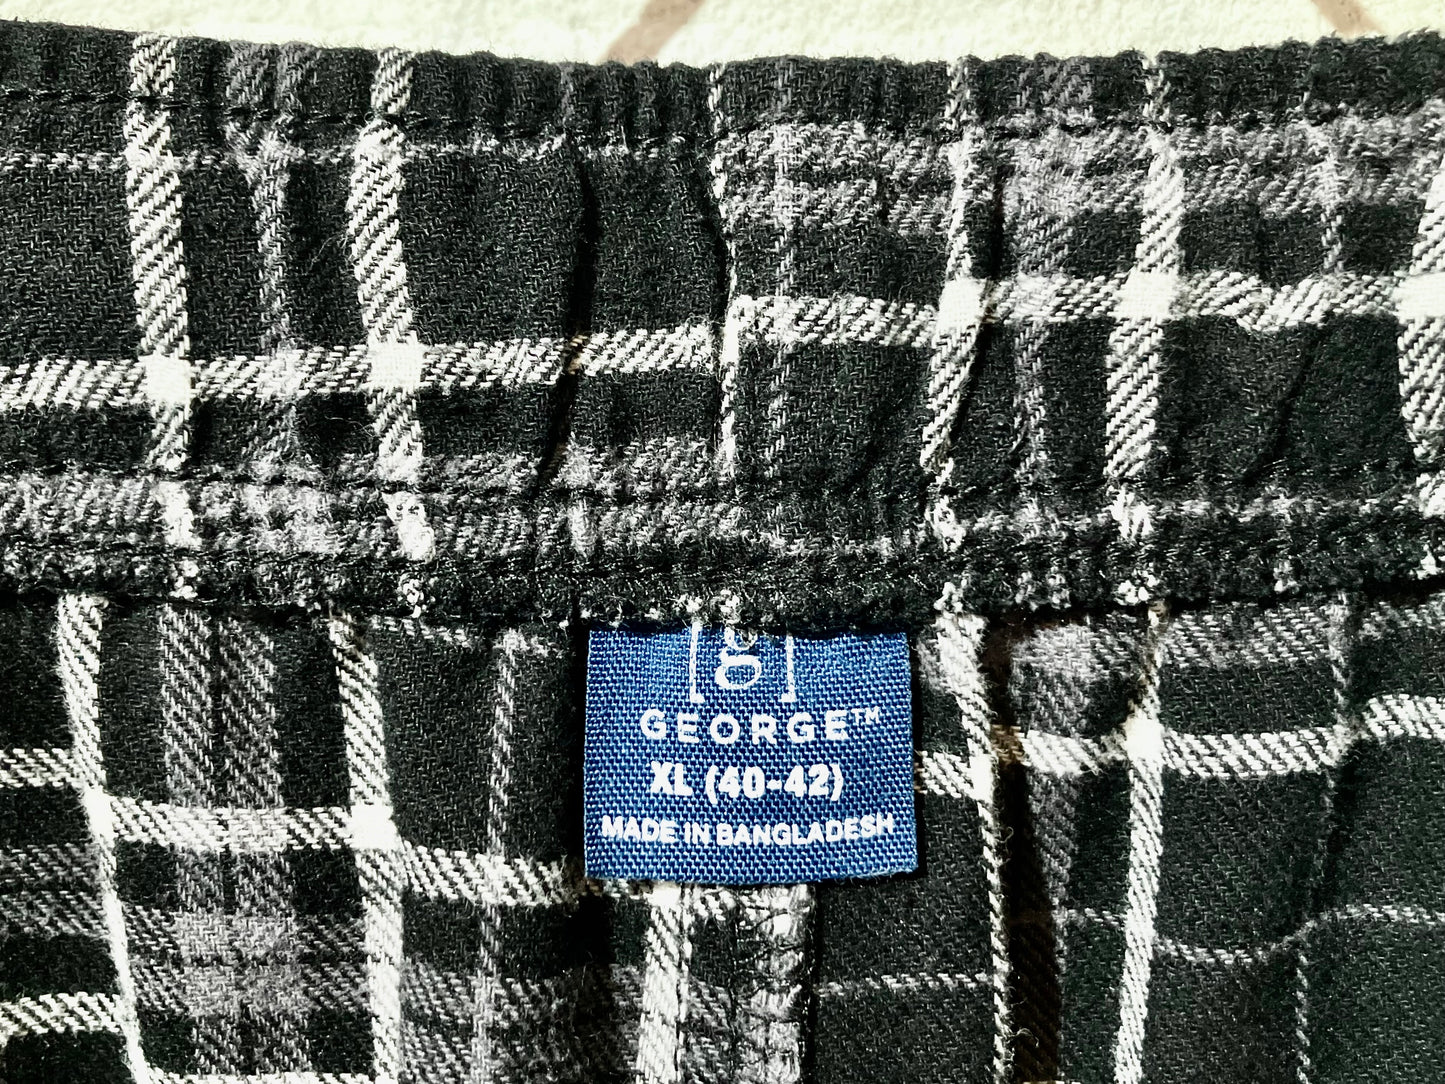 [g]
GEORGE™
XL (40-42)
MADE IN BANGLADESH